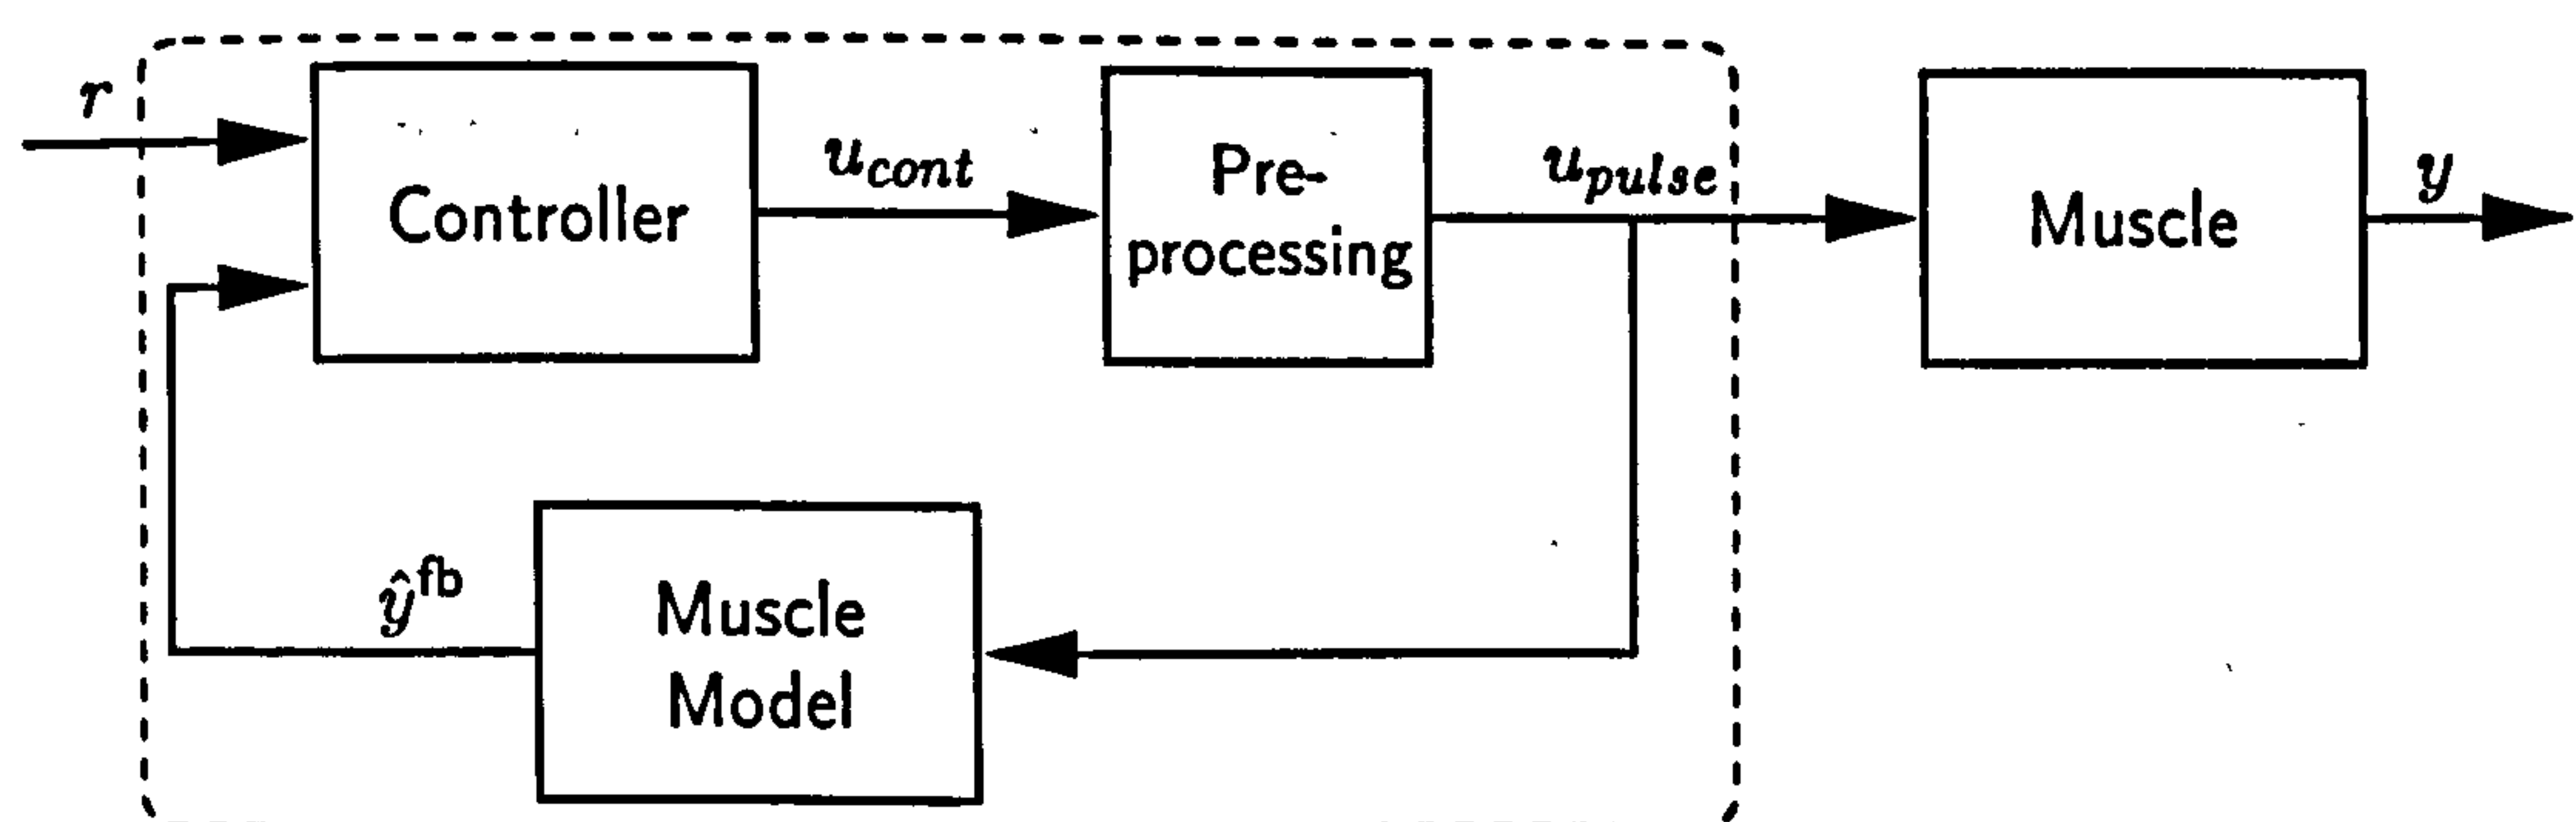 r
Controller
u_cont
Pre-
processing
u_pulse
Muscle
y
ŷ^fb
Muscle
Model